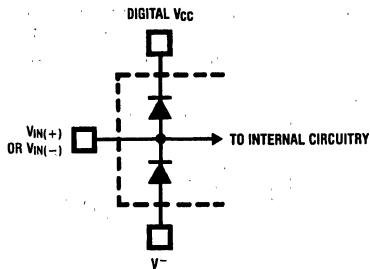 DIGITAL VCC
VIN(+)
OR VIN(−)
TO INTERNAL CIRCUITRY
V−